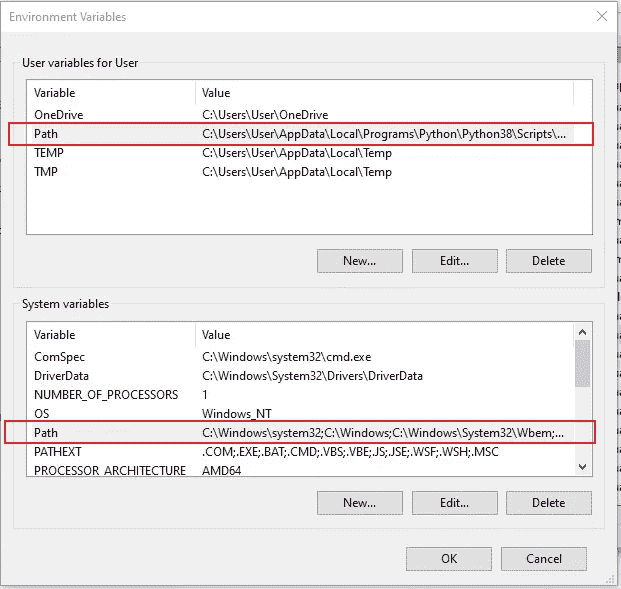 Environment Variables
User variables for User
Variable Value
OneDrive C:\Users\User\OneDrive
Path C:\Users\User\AppData\Local\Programs\Python\Python38\Scripts\...
TEMP C:\Users\User\AppData\Local\Temp
TMP C:\Users\User\AppData\Local\Temp
New... Edit... Delete
System variables
Variable Value
ComSpec C:\Windows\system32\cmd.exe
DriverData C:\Windows\System32\Drivers\DriverData
NUMBER_OF_PROCESSORS 1
OS Windows_NT
Path C:\Windows\system32;C:\Windows;C:\Windows\System32\Wbem;...
PATHEXT .COM;.EXE;.BAT;.CMD;.VBS;.VBE;.JS;.JSE;.WSF;.WSH;.MSC
PROCESSOR_ARCHITECTURE AMD64
New... Edit... Delete
OK Cancel